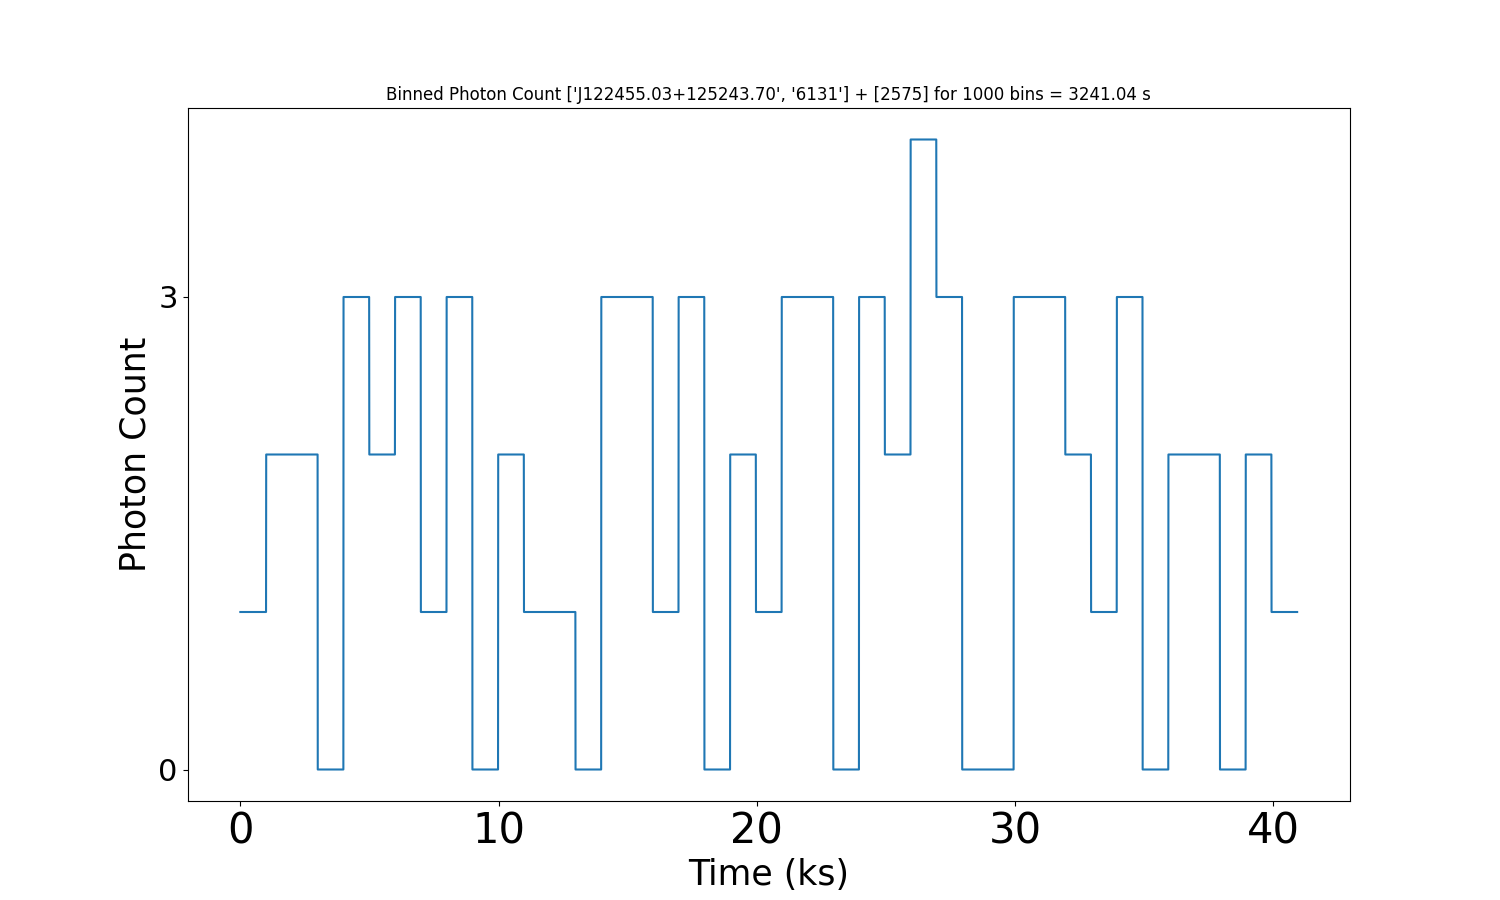 Binned Photon Count ['J122455.03+125243.70', '6131'] + [2575] for 1000 bins = 3241.04 s
Photon Count
3
0
0 10 20 30 40
Time (ks)